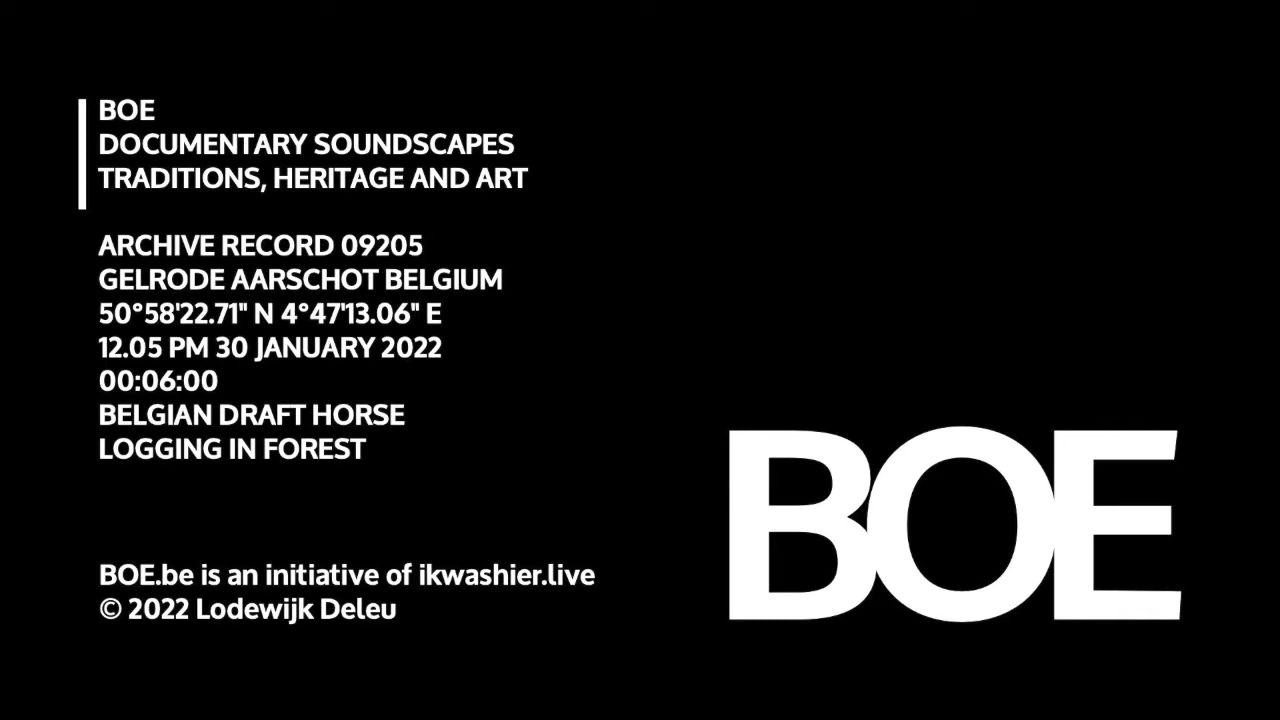 BOE
DOCUMENTARY SOUNDSCAPES
TRADITIONS, HERITAGE AND ART
ARCHIVE RECORD 09205
GELRODE AARSCHOT BELGIUM
50°58'22.71" N 4°47'13.06" E
12.05 PM 30 JANUARY 2022
00:06:00
BELGIAN DRAFT HORSE
LOGGING IN FOREST
BOE.be is an initiative of ikwashier.live
© 2022 Lodewijk Deleu
BOE